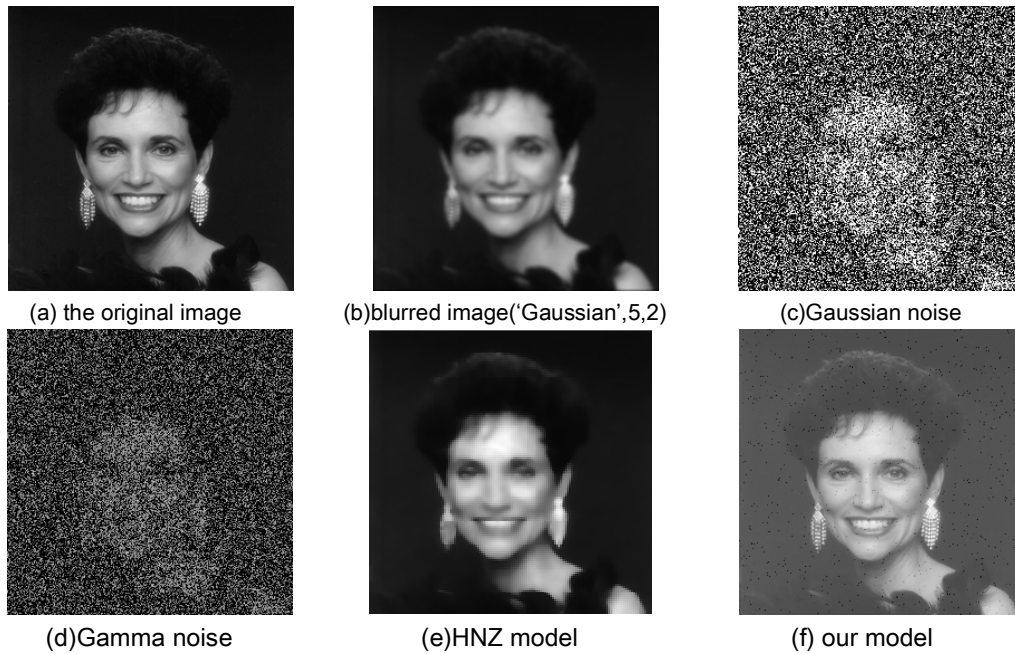 (a) the original image
(b)blurred image(‘Gaussian’,5,2)
(c)Gaussian noise
(d)Gamma noise
(e)HNZ model
(f) our model